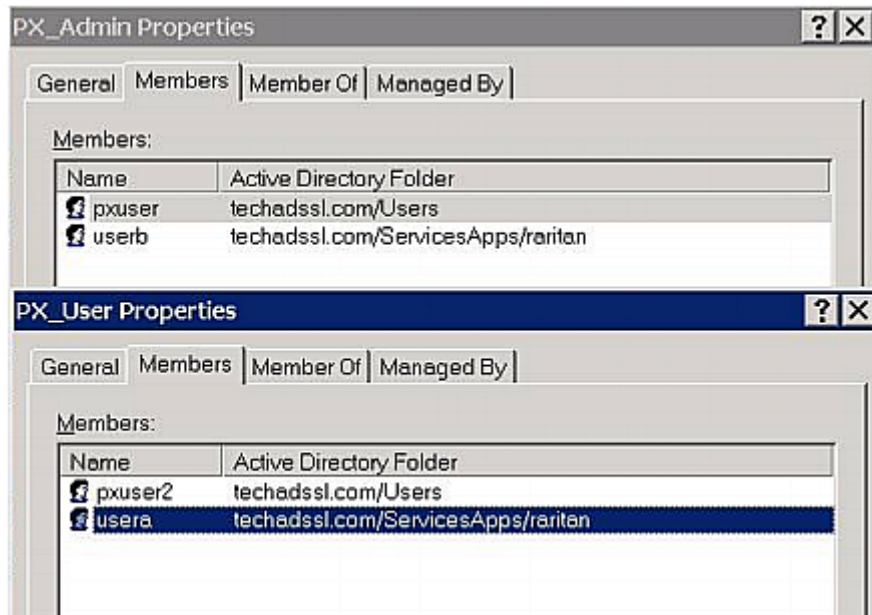 PX_Admin Properties
? X
General Members Member Of Managed By
Members:
Name Active Directory Folder
pxuser techadssl.com/Users
userb techadssl.com/ServicesApps/raritan
PX_User Properties
? X
General Members Member Of Managed By
Members:
Name Active Directory Folder
pxuser2 techadssl.com/Users
usera techadssl.com/ServicesApps/raritan